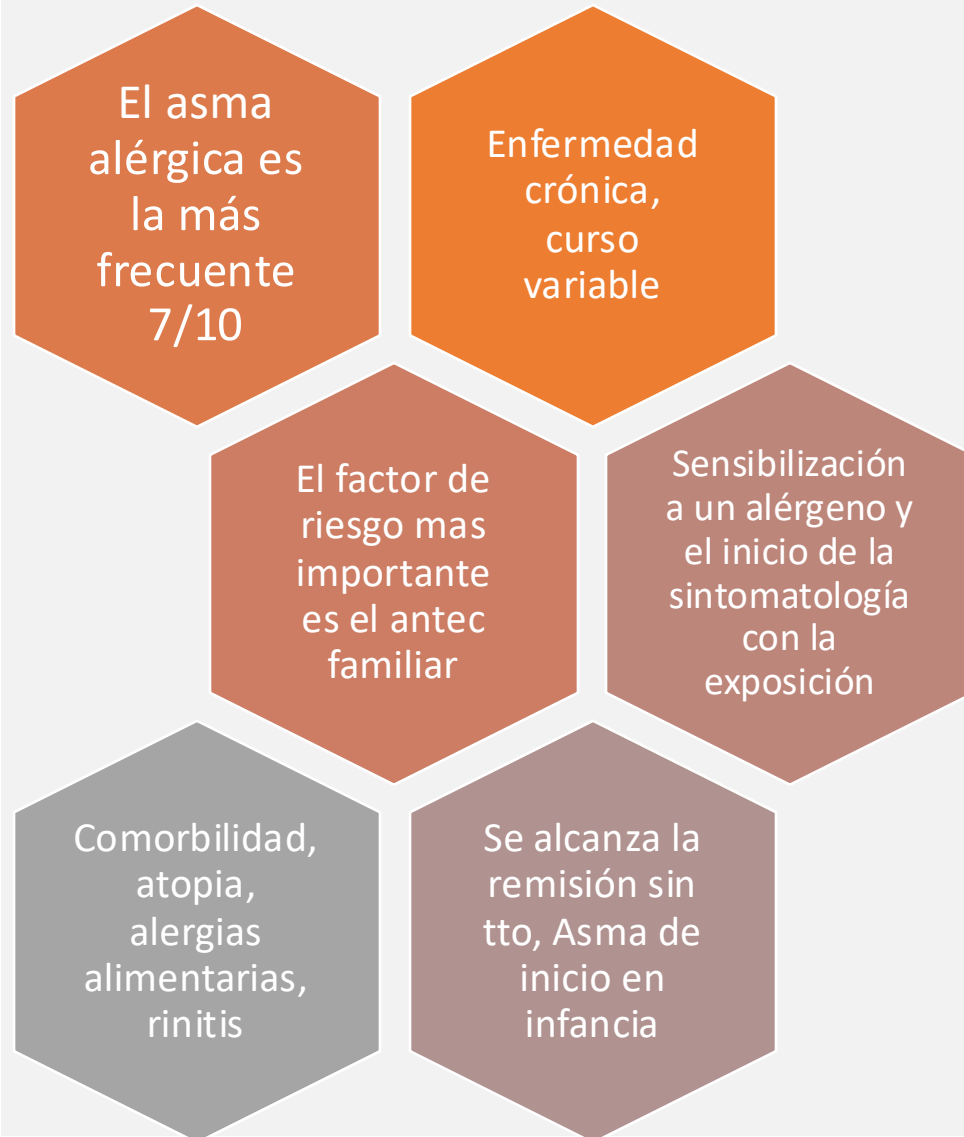 El asma
alérgica es
la más
frecuente
7/10
Enfermedad
crónica,
curso
variable
El factor de
riesgo mas
importante
es el antec
familiar
Sensibilización
a un alérgeno y
el inicio de la
sintomatología
con la
exposición
Comorbilidad,
atopia,
alergias
alimentarias,
rinitis
Se alcanza la
remisión sin
tto, Asma de
inicio en
infancia